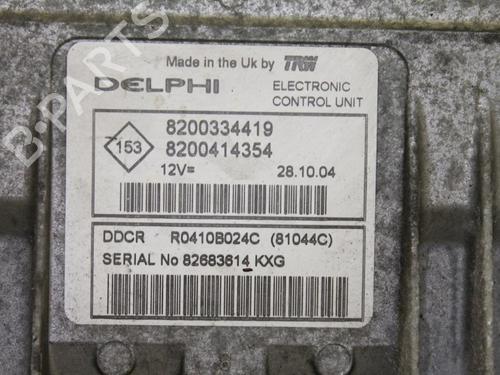 Made in the Uk by TRW
DELPHI
ELECTRONIC
CONTROL UNIT
153
8200334419
8200414354
12V=
28.10.04
DDCR R0410B024C (81044C)
SERIAL No 82683614 KXG
B-PARTS